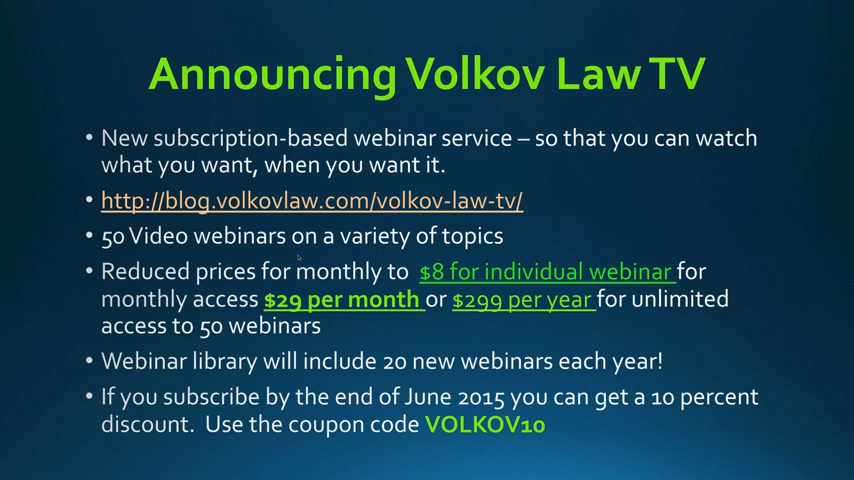 Announcing Volkov Law TV
• New subscription-based webinar service – so that you can watch
what you want, when you want it.
• http://blog.volkovlaw.com/volkov-law-tv/
• 50 Video webinars on a variety of topics
• Reduced prices for monthly to $8 for individual webinar for
monthly access $29 per month or $299 per year for unlimited
access to 50 webinars
• Webinar library will include 20 new webinars each year!
• If you subscribe by the end of June 2015 you can get a 10 percent
discount. Use the coupon code VOLKOV10